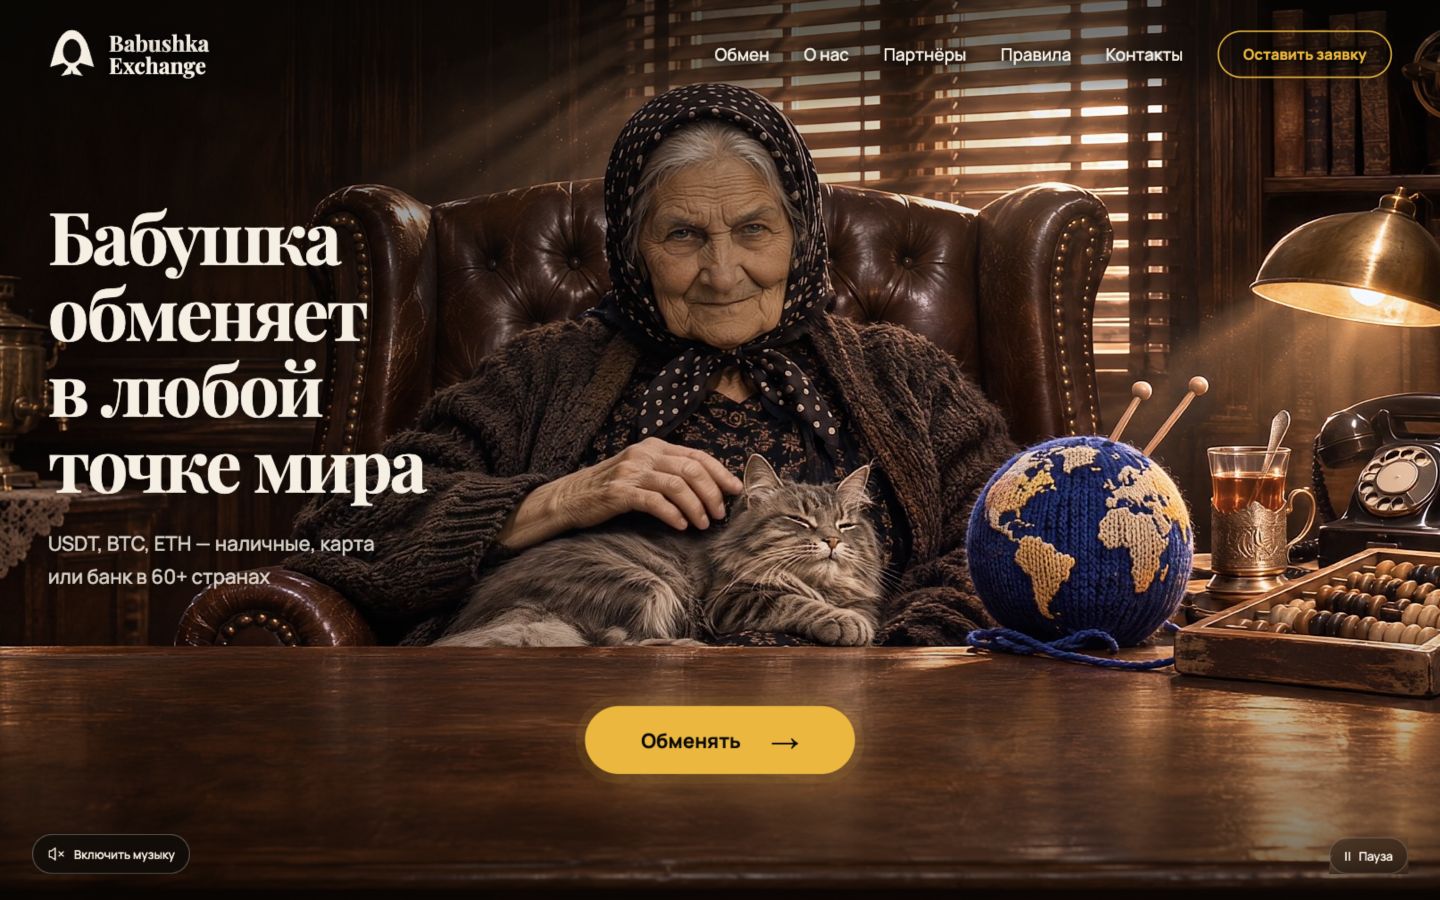 Babushka
Exchange
Обмен
О нас
Партнёры
Правила
Контакты
Оставить заявку
Бабушка
обменяет
в любой
точке мира
USDT, BTC, ETH — наличные, карта
или банк в 60+ странах
Обменять →
Включить музыку
Пауза